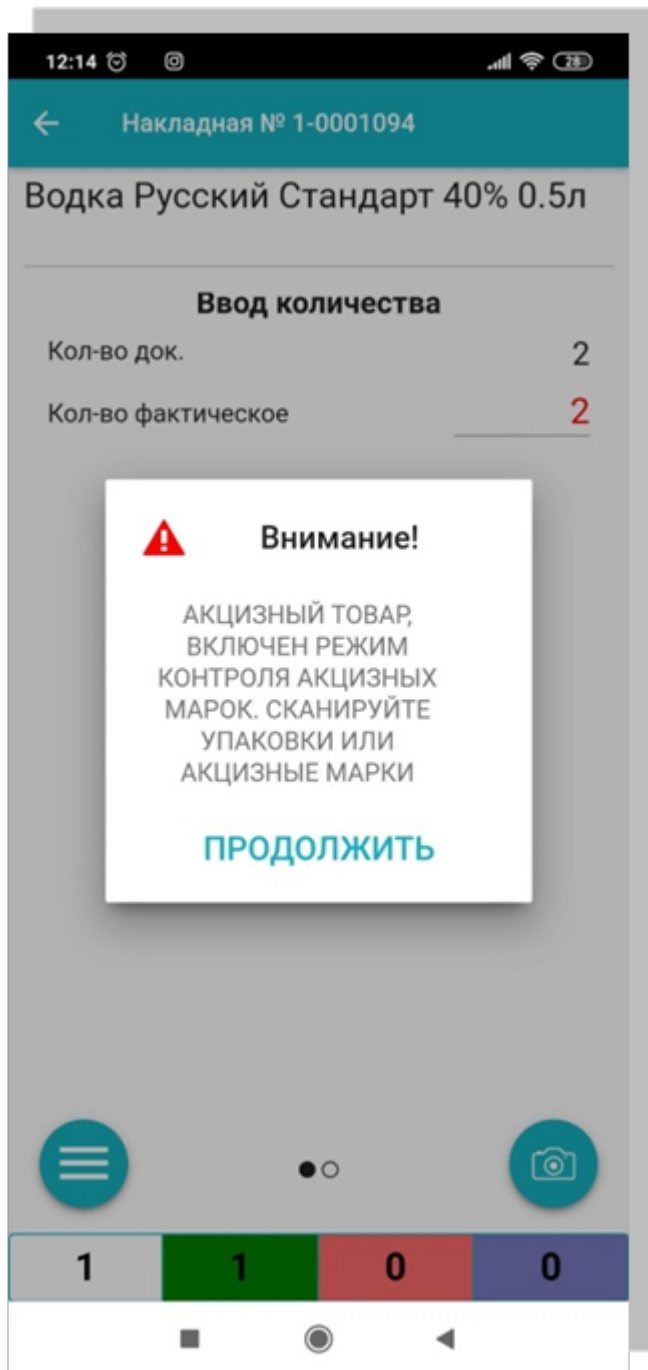 12:14
28
Накладная № 1-0001094
Водка Русский Стандарт 40% 0.5л
Ввод количества
Кол-во док. 2
Кол-во фактическое 2
Внимание!
АКЦИЗНЫЙ ТОВАР,
ВКЛЮЧЕН РЕЖИМ
КОНТРОЛЯ АКЦИЗНЫХ
МАРОК. СКАНИРУЙТЕ
УПАКОВКИ ИЛИ
АКЦИЗНЫЕ МАРКИ
ПРОДОЛЖИТЬ
1 1 0 0